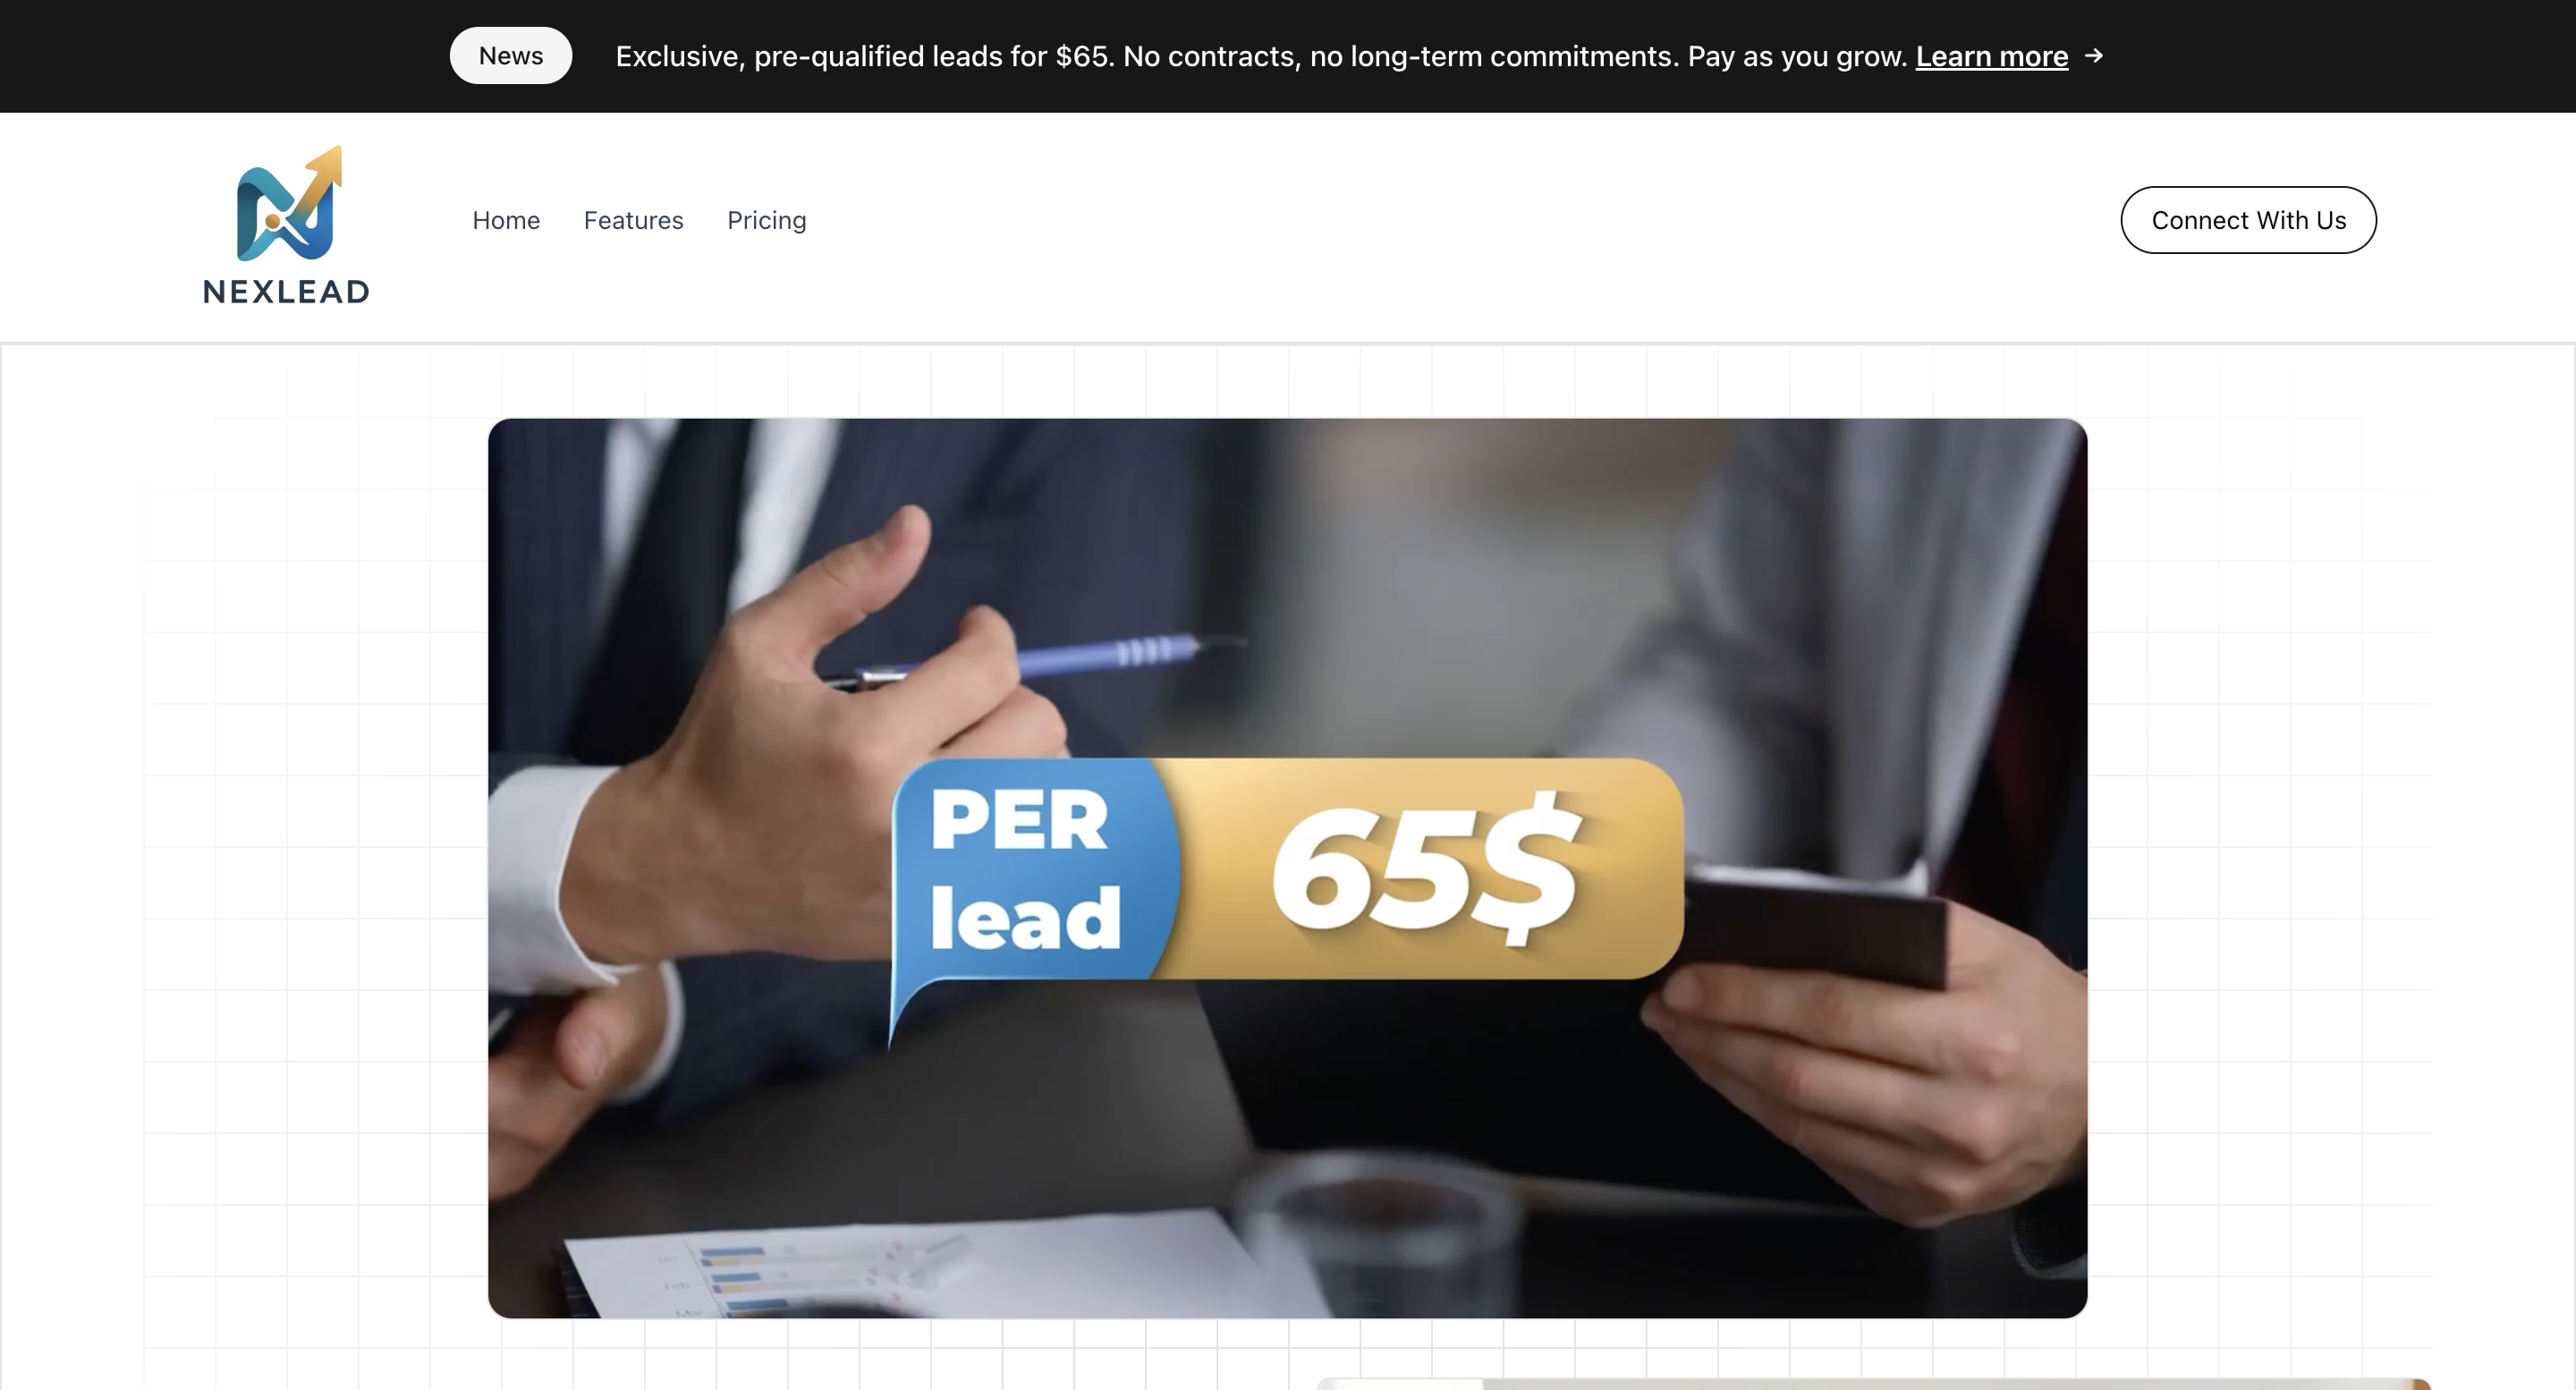 News
Exclusive, pre-qualified leads for $65. No contracts, no long-term commitments. Pay as you grow. Learn more →
NEXLEAD
Home
Features
Pricing
Connect With Us
PER
lead
65$
Feb